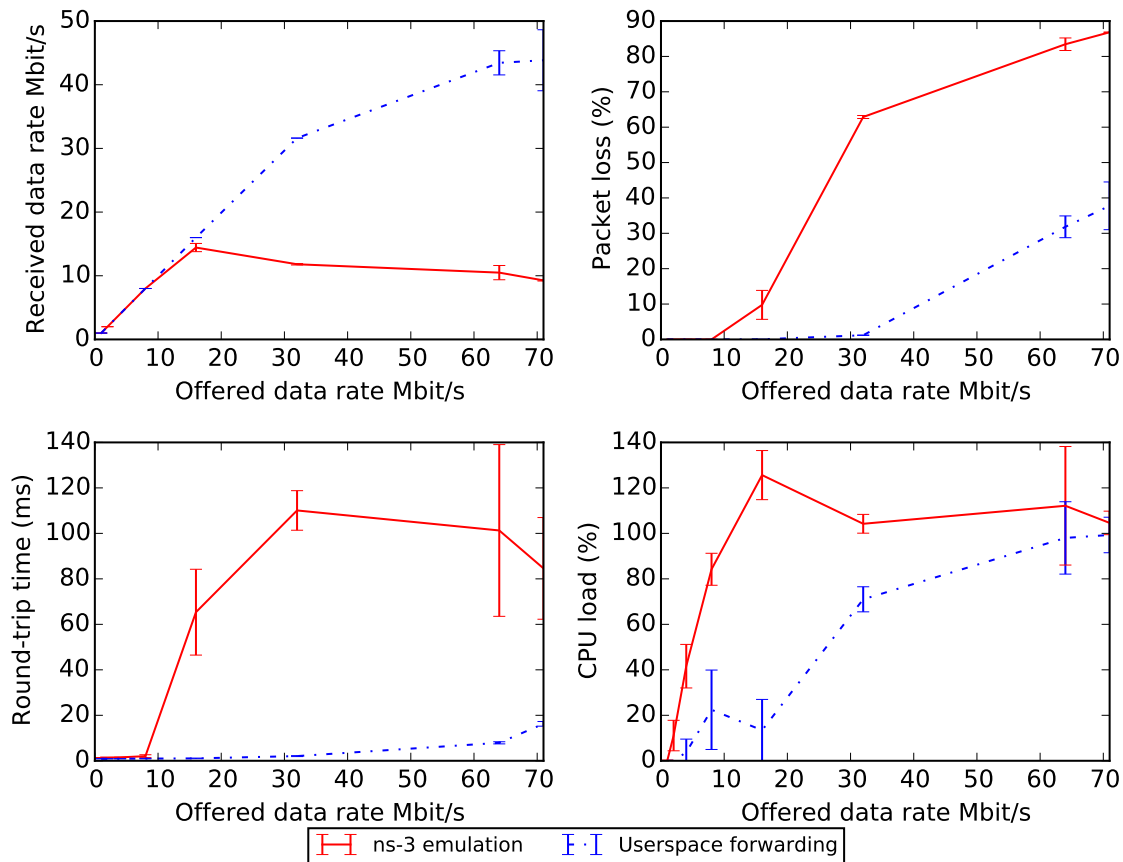 50
40
30
20
10
0
Received data rate Mbit/s
0 10 20 30 40 50 60 70
Offered data rate Mbit/s
90
80
70
60
50
40
30
20
10
0
Packet loss (%)
0 10 20 30 40 50 60 70
Offered data rate Mbit/s
140
120
100
80
60
40
20
0
Round-trip time (ms)
0 10 20 30 40 50 60 70
Offered data rate Mbit/s
140
120
100
80
60
40
20
0
CPU load (%)
0 10 20 30 40 50 60 70
Offered data rate Mbit/s
ns-3 emulation
Userspace forwarding